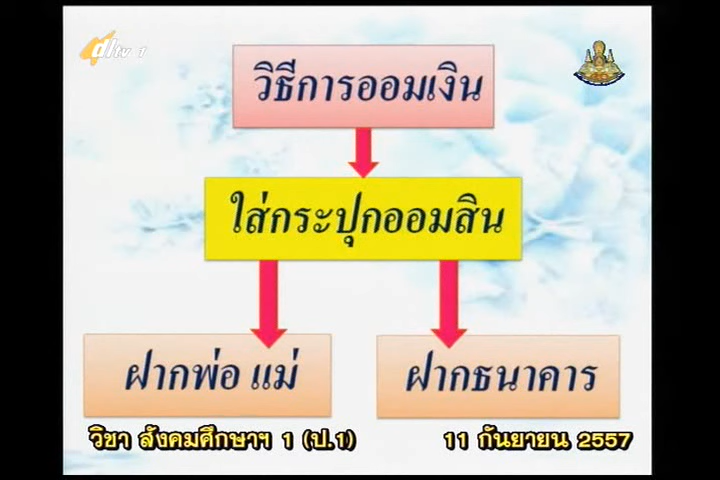 dltv 1
วิธีการออมเงิน
ใส่กระปุกออมสิน
ฝากพ่อ แม่
ฝากธนาคาร
วิชา สังคมศึกษาฯ 1 (ป.1)
11 กันยายน 2557